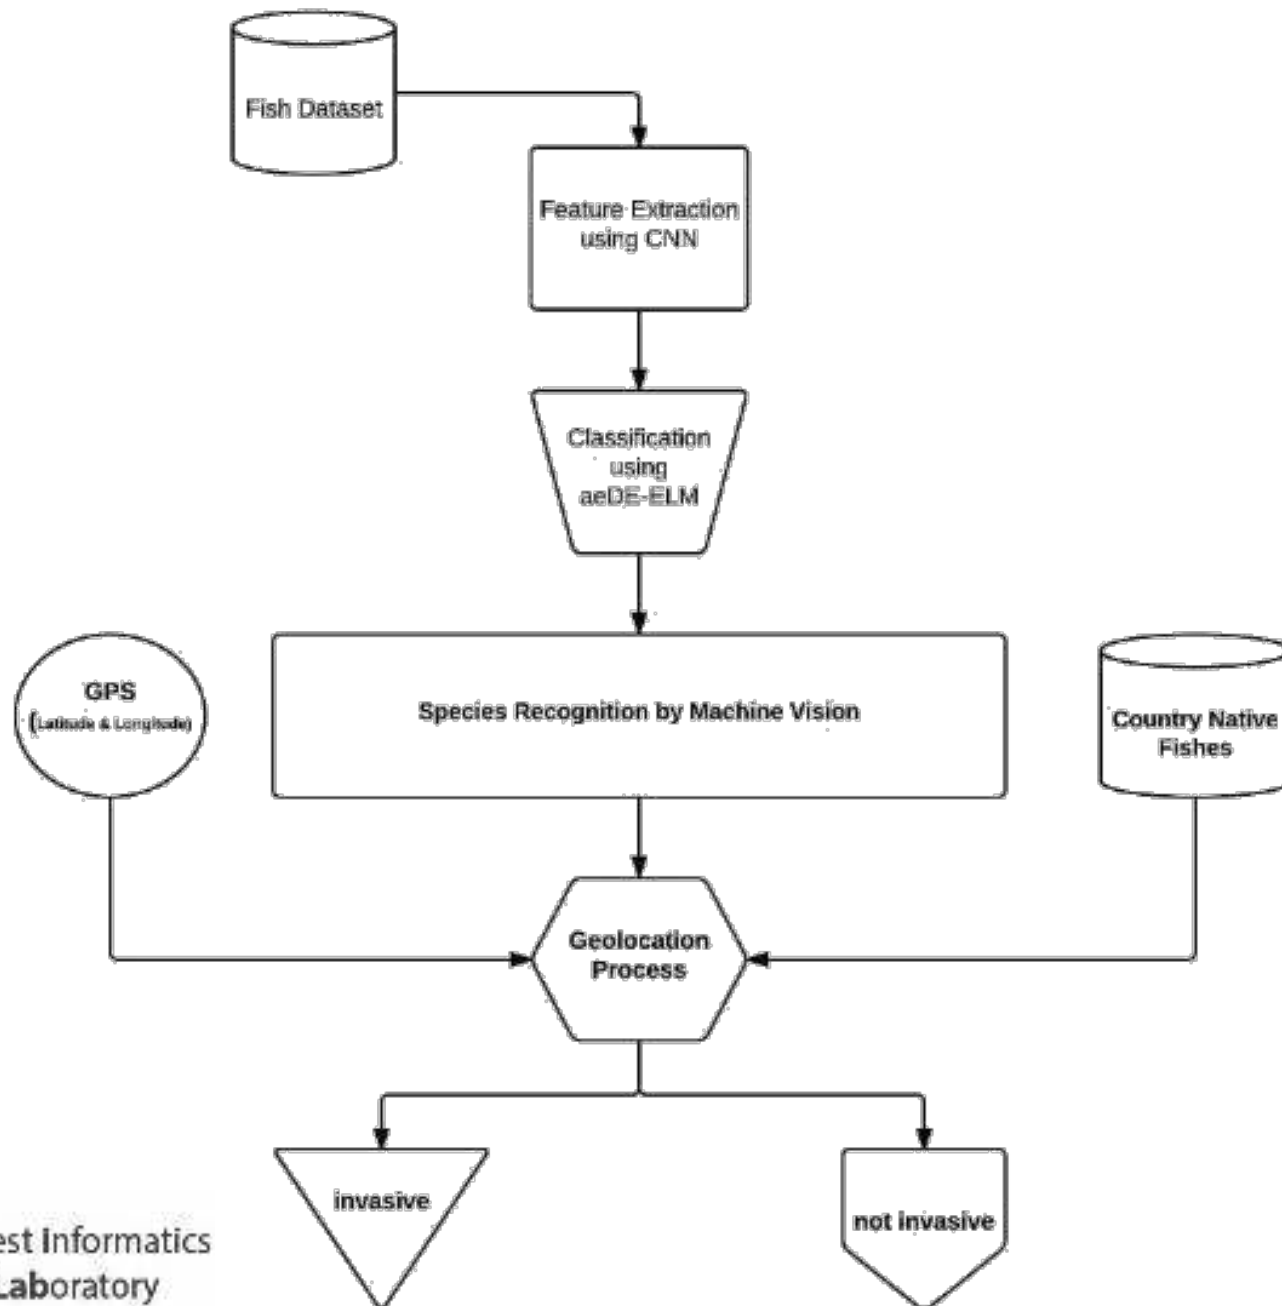 Fish Dataset
Feature Extraction
using CNN
Classification
using
aeDE-ELM
GPS
(Latitude & Longitude)
Species Recognition by Machine Vision
Country Native
Fishes
Geolocation
Process
invasive
not invasive
est Informatics
Laboratory